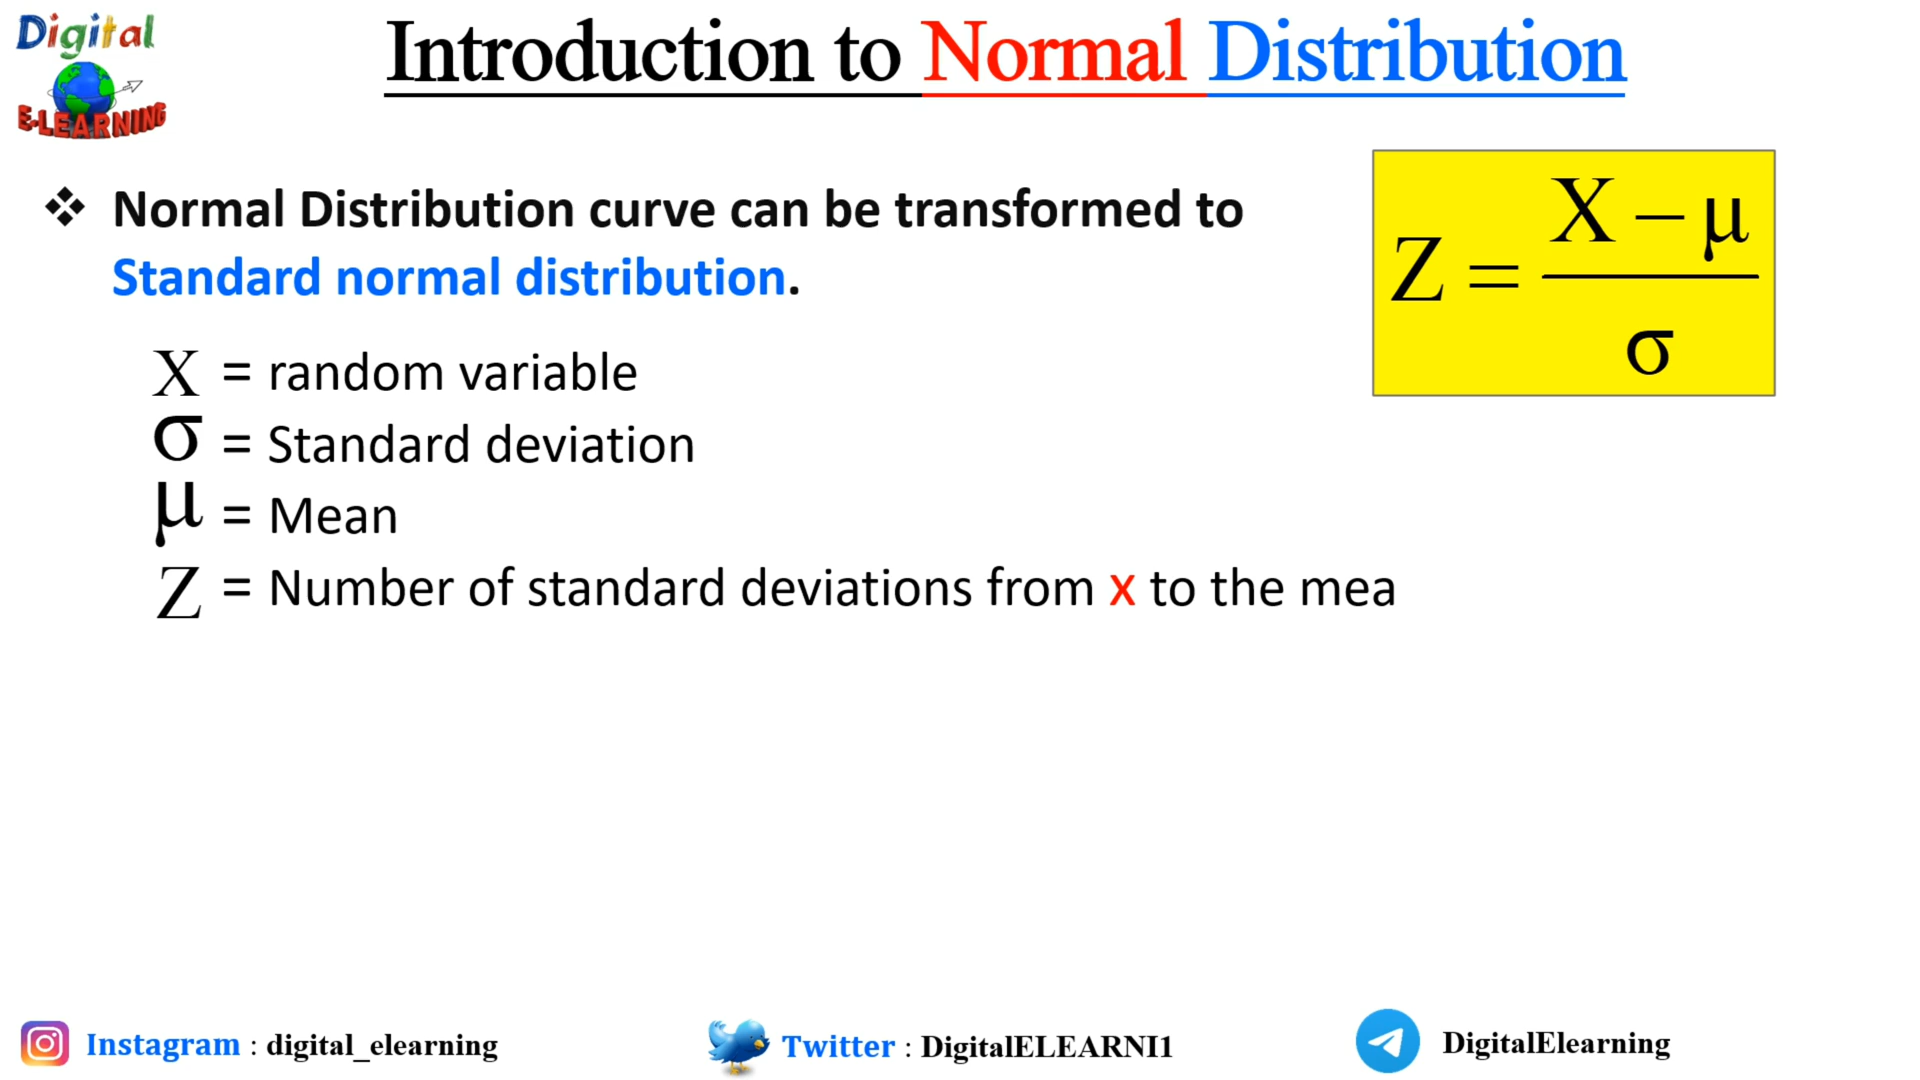 Digital
E-LEARNING
Introduction to Normal Distribution
❖ Normal Distribution curve can be transformed to
Standard normal distribution.
Z = (X – μ) / σ
X = random variable
σ = Standard deviation
μ = Mean
Z = Number of standard deviations from x to the mea
Instagram : digital_elearning
Twitter : DigitalELEARNI1
DigitalElearning